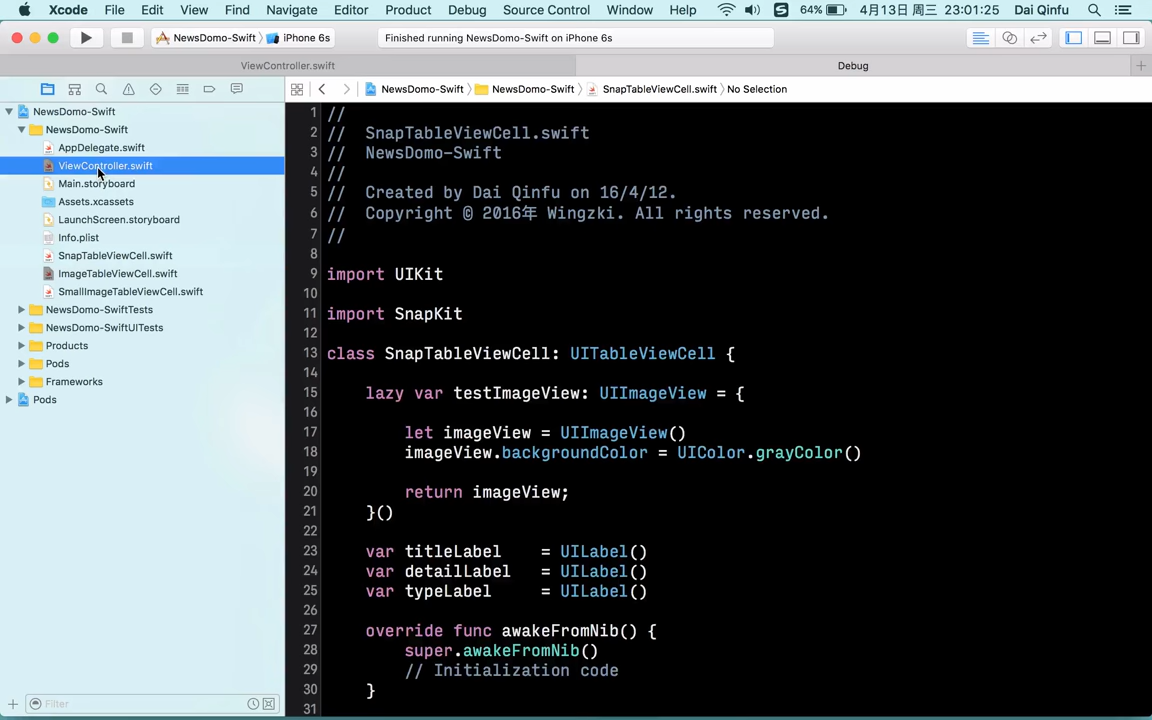 Xcode File Edit View Find Navigate Editor Product Debug Source Control Window Help 64% 4月13日 周三 23:01:25 Dai Qinfu
NewsDomo-Swift iPhone 6s Finished running NewsDomo-Swift on iPhone 6s
ViewController.swift Debug
NewsDomo-Swift NewsDomo-Swift SnapTableViewCell.swift No Selection
NewsDomo-Swift
NewsDomo-Swift
AppDelegate.swift
ViewController.swift
Main.storyboard
Assets.xcassets
LaunchScreen.storyboard
Info.plist
SnapTableViewCell.swift
ImageTableViewCell.swift
SmallImageTableViewCell.swift
NewsDomo-SwiftTests
NewsDomo-SwiftUITests
Products
Pods
Frameworks
Pods
Filter
1 //
2 // SnapTableViewCell.swift
3 // NewsDomo-Swift
4 //
5 // Created by Dai Qinfu on 16/4/12.
6 // Copyright © 2016年 Wingzki. All rights reserved.
7 //
8
9 import UIKit
10
11 import SnapKit
12
13 class SnapTableViewCell: UITableViewCell {
14
15 lazy var testImageView: UIImageView = {
16
17 let imageView = UIImageView()
18 imageView.backgroundColor = UIColor.grayColor()
19
20 return imageView;
21 }()
22
23 var titleLabel = UILabel()
24 var detailLabel = UILabel()
25 var typeLabel = UILabel()
26
27 override func awakeFromNib() {
28 super.awakeFromNib()
29 // Initialization code
30 }
31